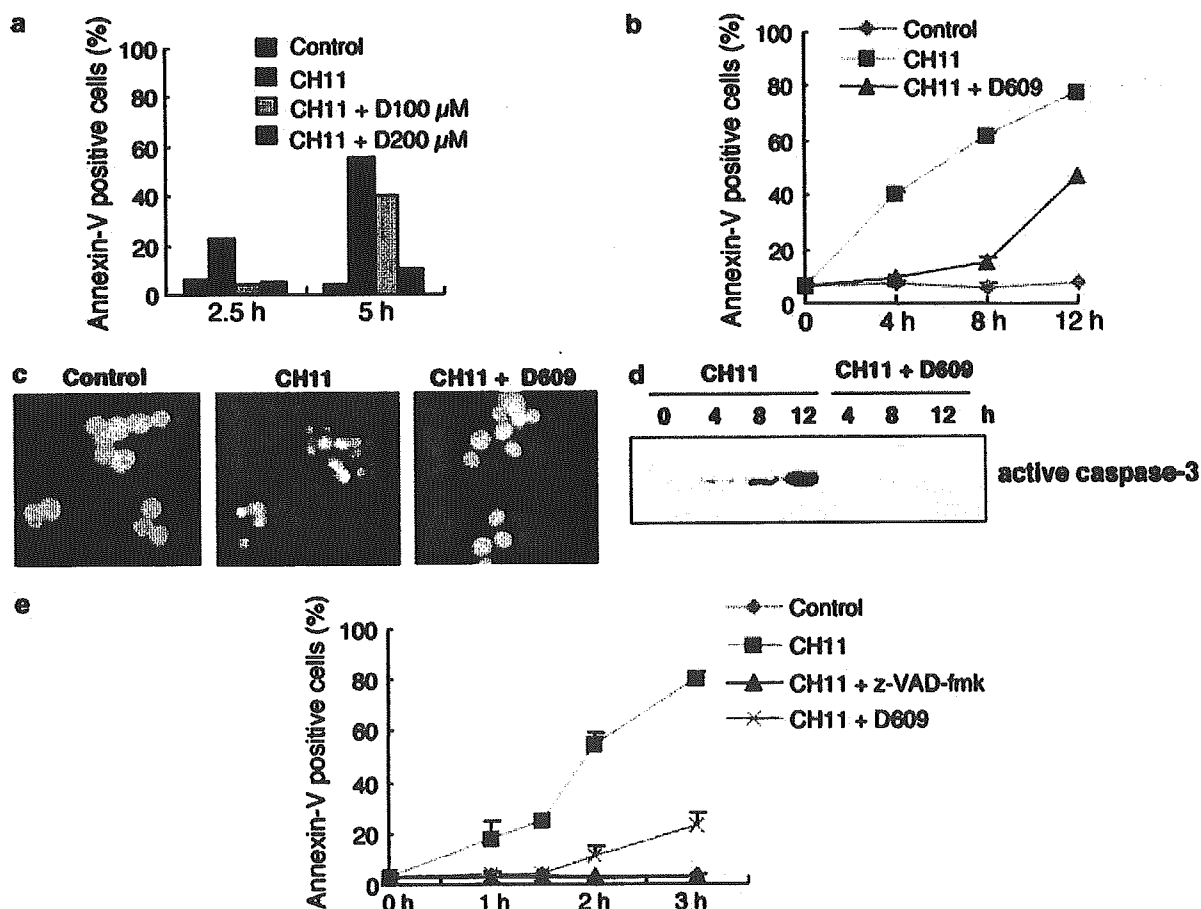 a
Annexin-V positive cells (%)
100
80
60
40
20
0
2.5 h
5 h
Control
CH11
CH11 + D100 µM
CH11 + D200 µM
b
Annexin-V positive cells (%)
100
80
60
40
20
0
0
4 h
8 h
12 h
Control
CH11
CH11 + D609
c
Control
CH11
CH11 + D609
d
CH11
CH11 + D609
0 4 8 12 4 8 12 h
active caspase-3
e
Annexin-V positive cells (%)
100
80
60
40
20
0
0 h
1 h
2 h
3 h
Control
CH11
CH11 + z-VAD-fmk
CH11 + D609